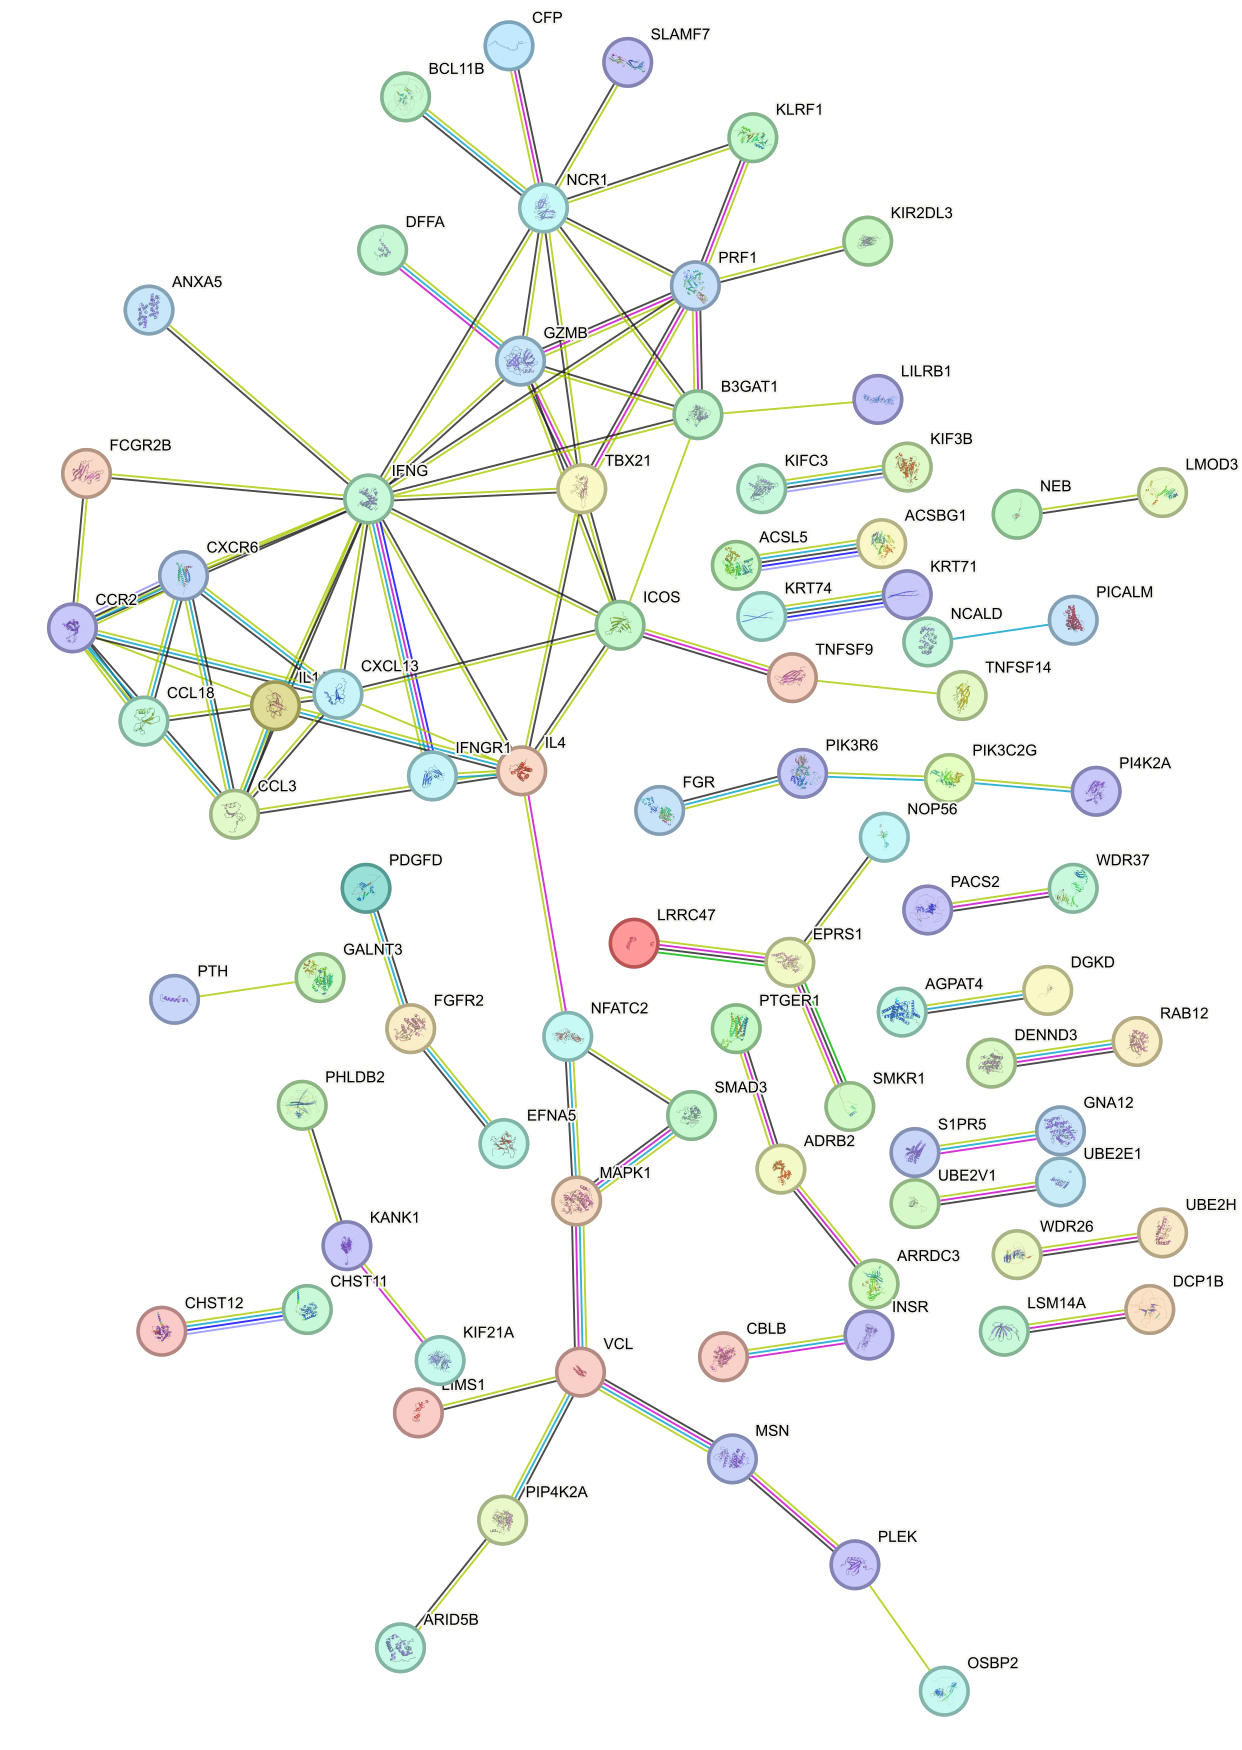 CFP
SLAMF7
BCL11B
KLRF1
NCR1
KIR2DL3
DFFA
PRF1
ANXA5
GZMB
B3GAT1
LILRB1
FCGR2B
KIF3B
KIFC3
TBX21
LMOD3
IFNG
NEB
ACSBG1
ACSL5
CXCR6
KRT71
KRT74
CCR2
ICOS
NCALD
PICALM
TNFSF9
CXCL13
IL1
TNFSF14
CCL18
IFNGR1
IL4
PIK3R6
PIK3C2G
PI4K2A
CCL3
FGR
NOP56
PDGFD
PACS2
WDR37
LRRC47
EPRS1
GALNT3
PTH
DGKD
AGPAT4
FGFR2
NFATC2
PTGER1
RAB12
DENND3
PHLDB2
SMAD3
SMKR1
GNA12
EFNA5
S1PR5
ADRB2
UBE2E1
MAPK1
UBE2V1
UBE2H
KANK1
WDR26
ARRDC3
CHST11
DCP1B
CHST12
LSM14A
INSR
CBLB
KIF21A
VCL
LIMS1
MSN
PIP4K2A
PLEK
ARID5B
OSBP2